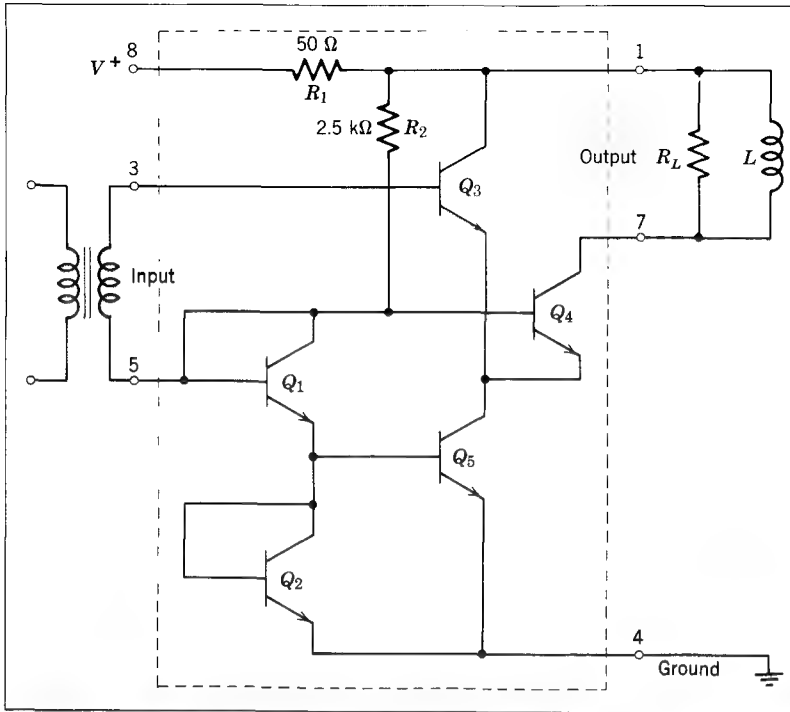 50 Ω
8
1
V+
R1
2.5 kΩ
R2
3
Output
RL
L
Q3
7
Input
Q4
5
Q1
Q5
Q2
4
Ground